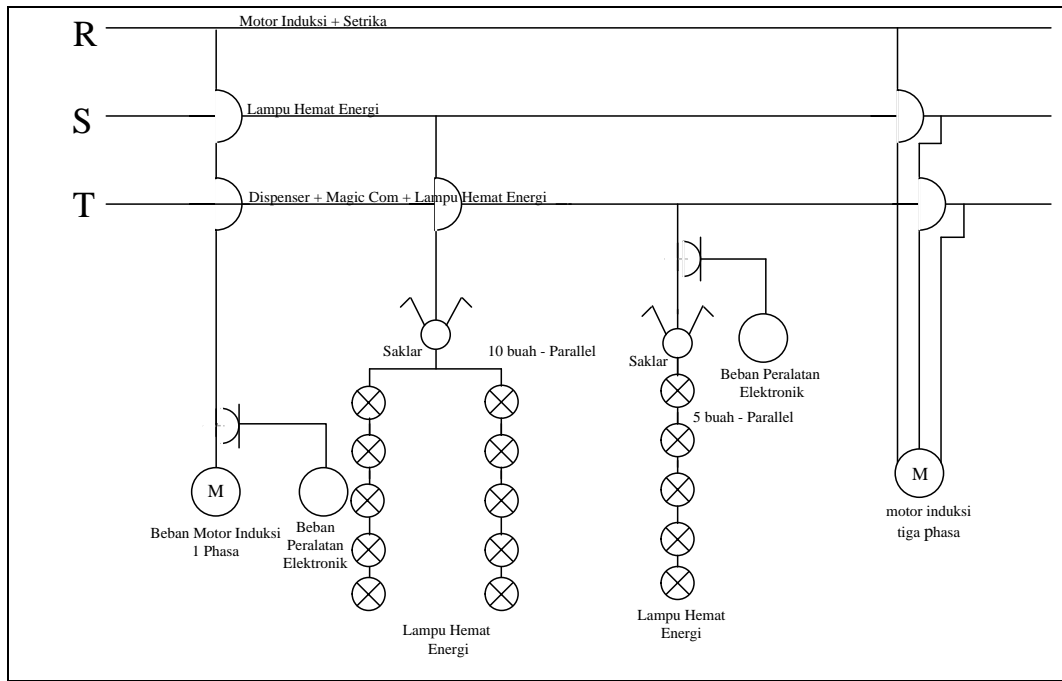 R
Motor Induksi + Setrika
S
Lampu Hemat Energi
T
Dispenser + Magic Com + Lampu Hemat Energi
Saklar
10 buah - Parallel
Saklar
Beban Peralatan
Elektronik
5 buah - Parallel
M
Beban Motor Induksi
1 Phasa
Beban
Peralatan
Elektronik
M
motor induksi
tiga phasa
Lampu Hemat
Energi
Lampu Hemat
Energi